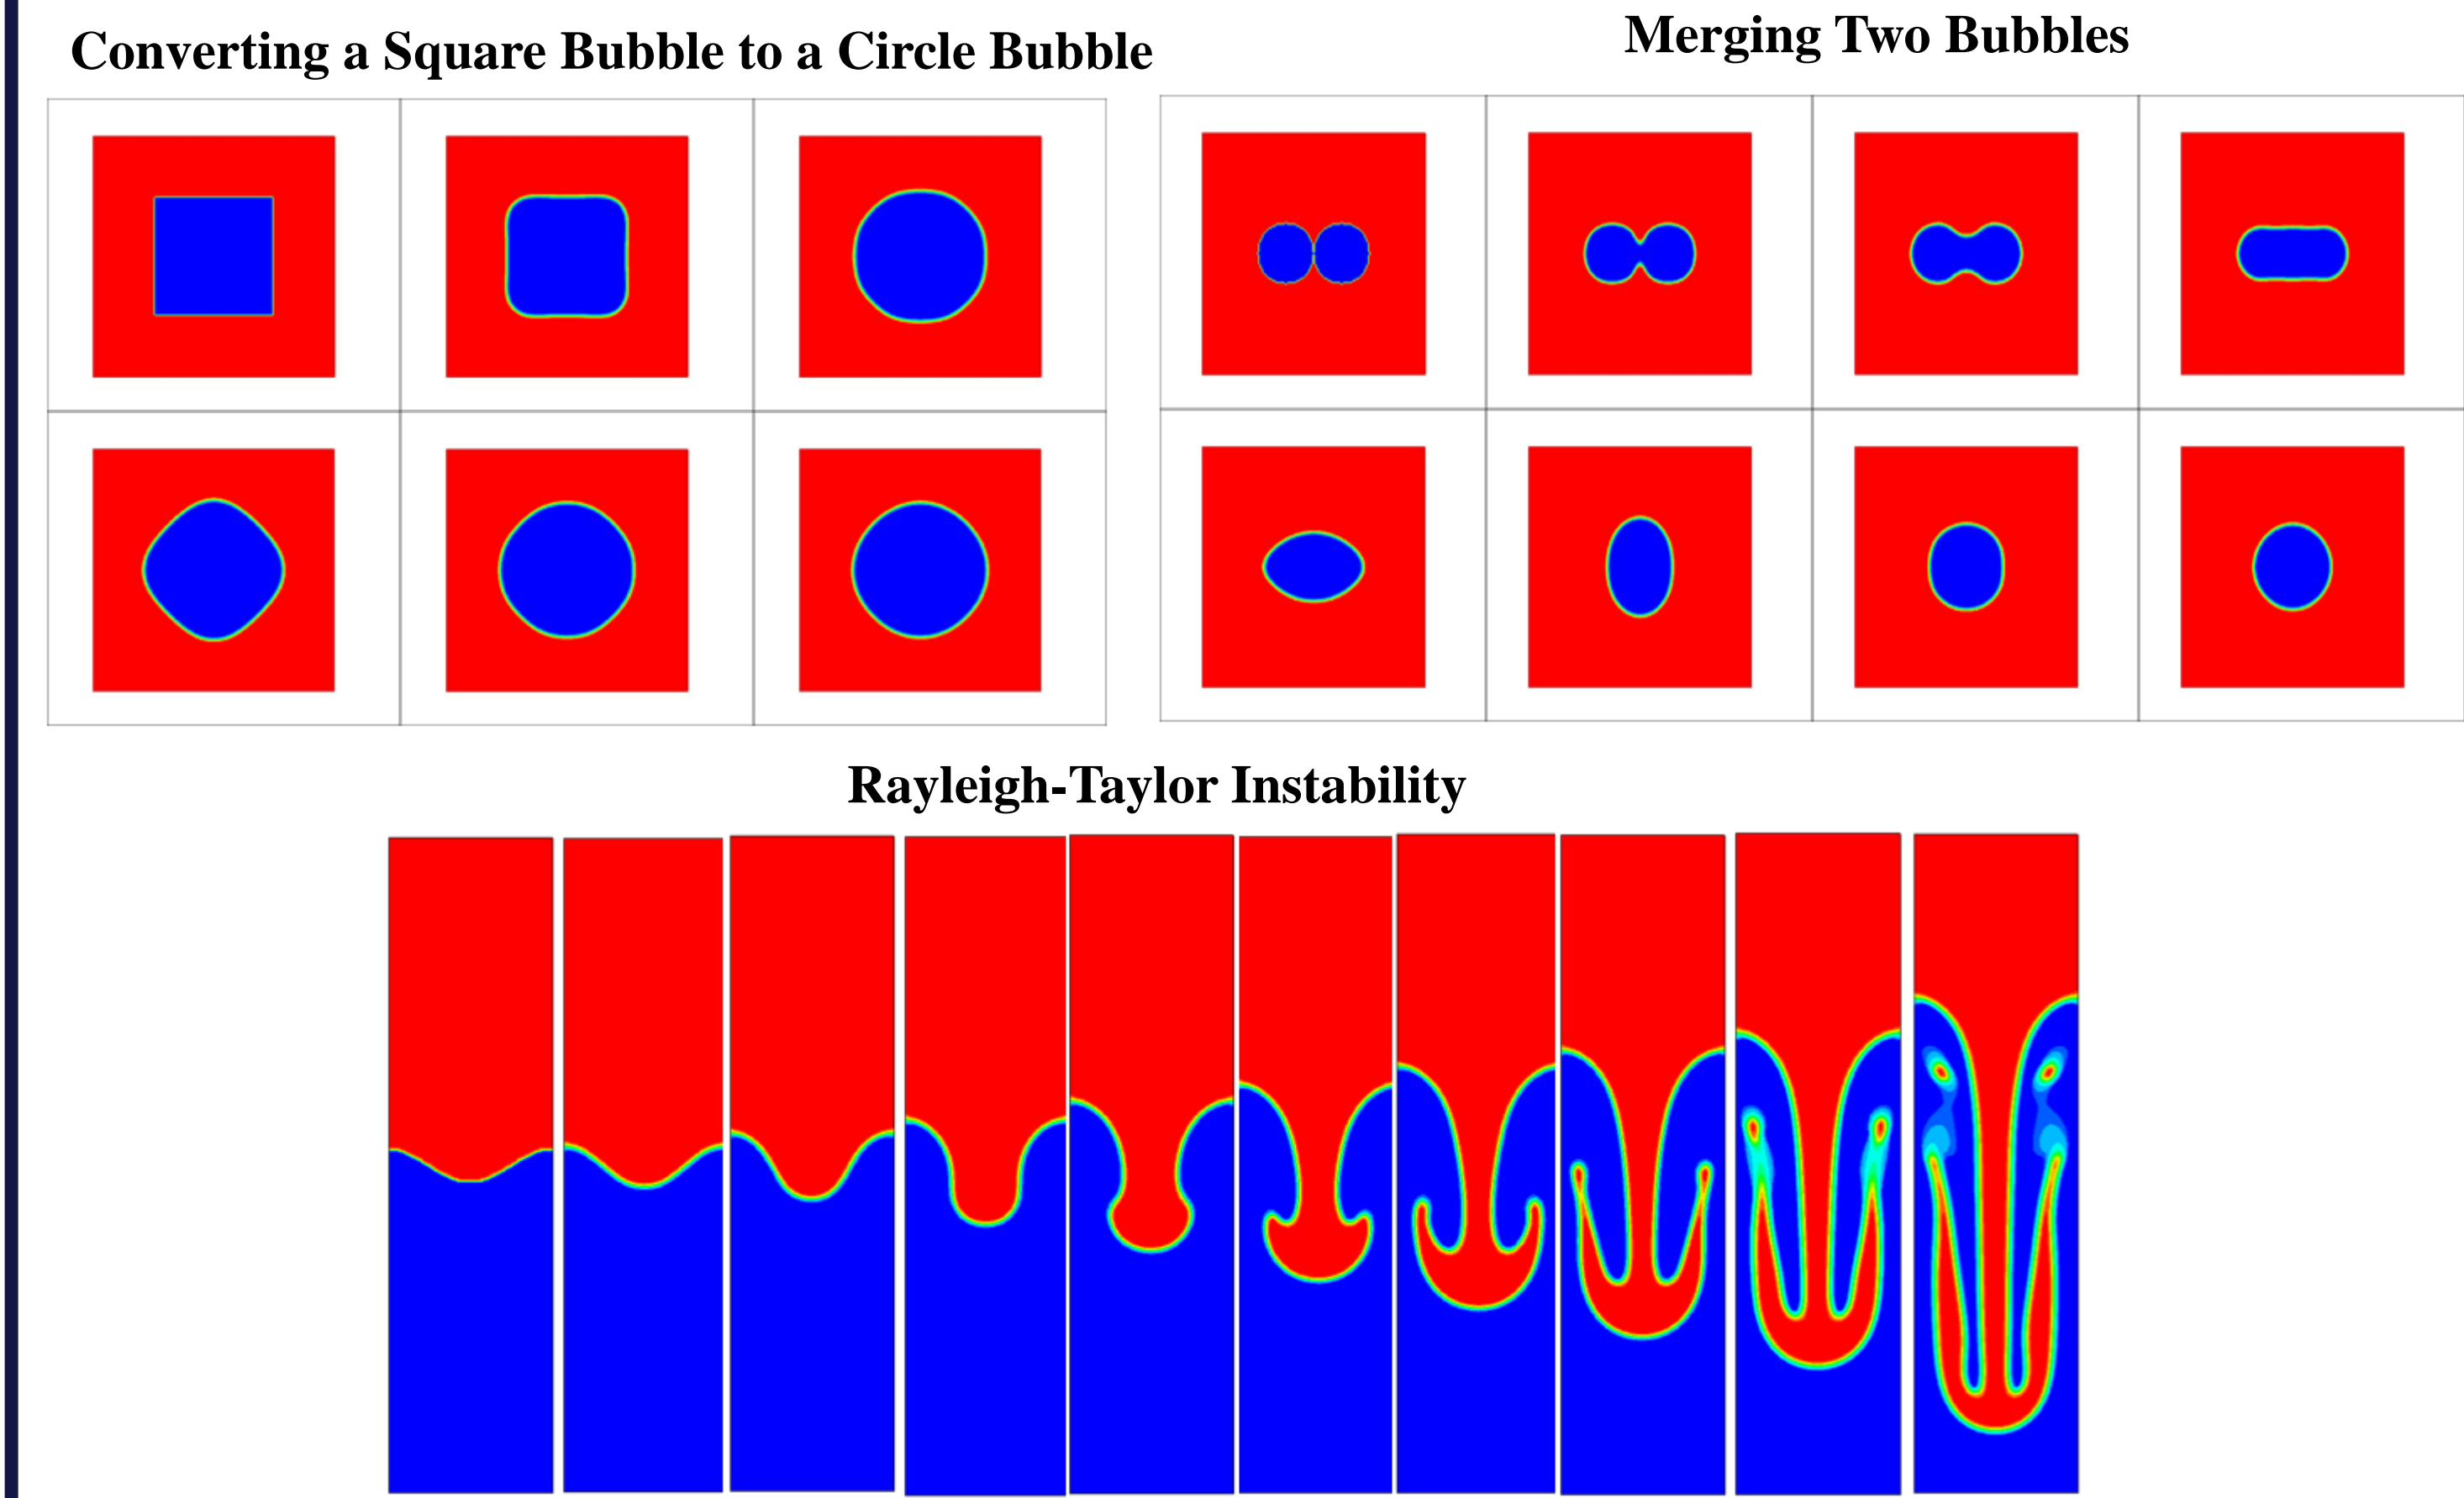 Converting a Square Bubble to a Circle Bubble
Merging Two Bubbles
Rayleigh-Taylor Instability